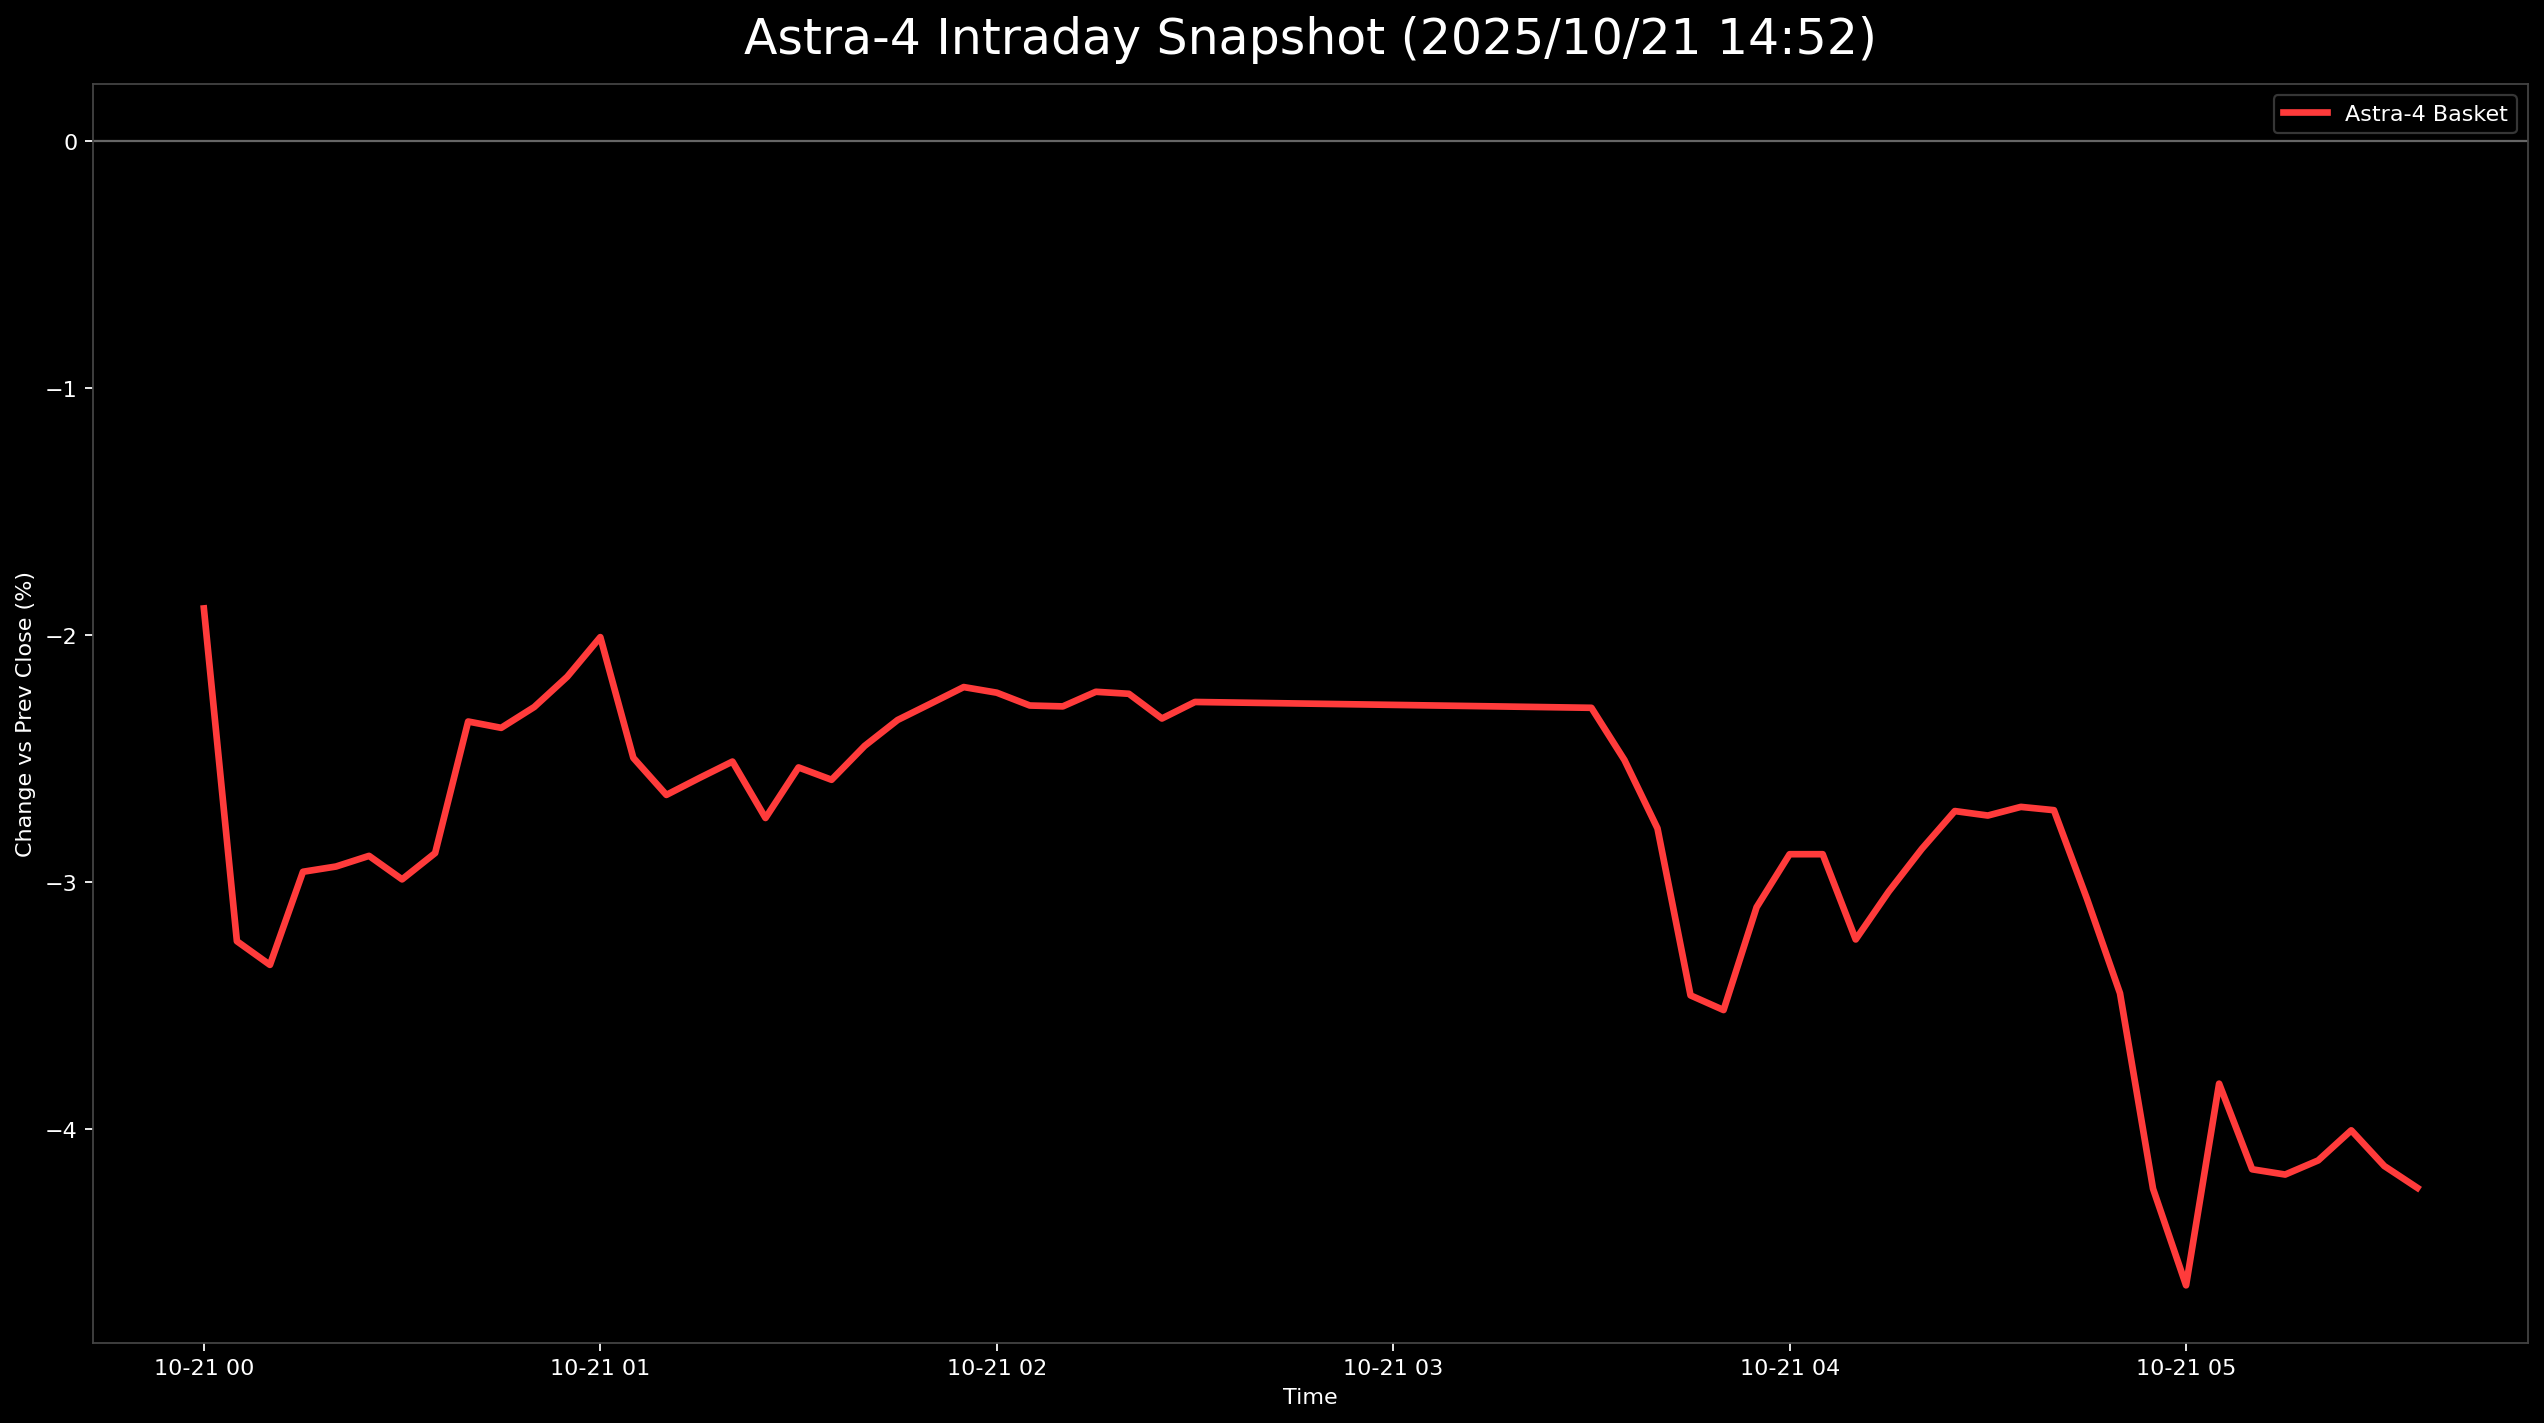 Astra-4 Intraday Snapshot (2025/10/21 14:52)
Astra-4 Basket
Change vs Prev Close (%)
0
−1
−2
−3
−4
10-21 00
10-21 01
10-21 02
10-21 03
10-21 04
10-21 05
Time